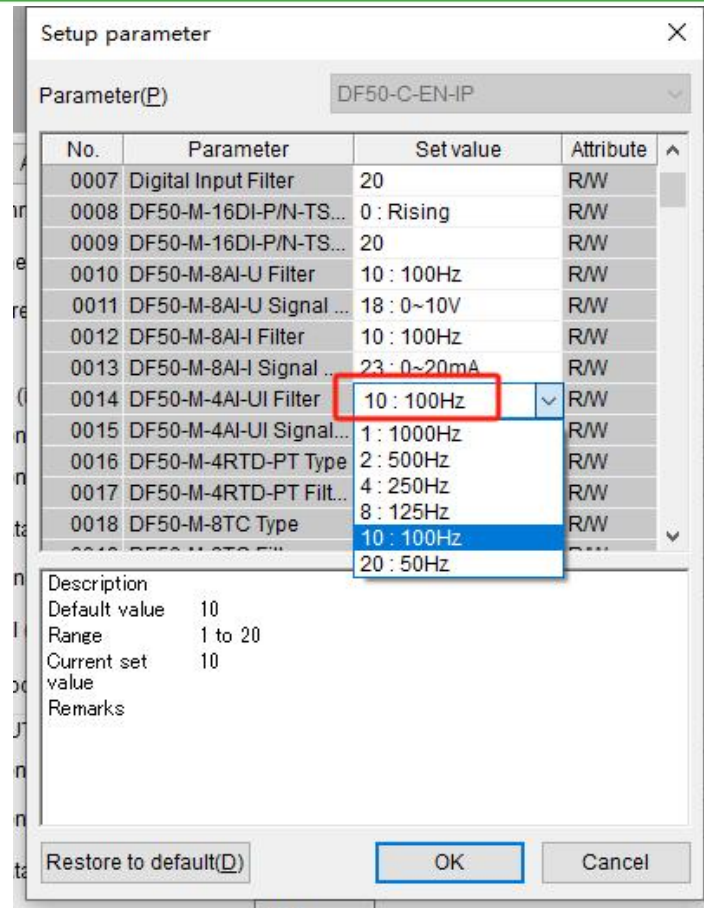 Setup parameter
Parameter(P) DF50-C-EN-IP
No. Parameter Set value Attribute
0007 Digital Input Filter 20 R/W
0008 DF50-M-16DI-P/N-TS... 0 : Rising R/W
0009 DF50-M-16DI-P/N-TS... 20 R/W
0010 DF50-M-8AI-U Filter 10 : 100Hz R/W
0011 DF50-M-8AI-U Signal ... 18 : 0~10V R/W
0012 DF50-M-8AI-I Filter 10 : 100Hz R/W
0013 DF50-M-8AI-I Signal ... 23 : 0~20mA R/W
0014 DF50-M-4AI-UI Filter 10 : 100Hz R/W
0015 DF50-M-4AI-UI Signal... 1 : 1000Hz R/W
0016 DF50-M-4RTD-PT Type 2 : 500Hz R/W
0017 DF50-M-4RTD-PT Filt... 4 : 250Hz R/W
8 : 125Hz
0018 DF50-M-8TC Type 10 : 100Hz R/W
20 : 50Hz
Description
Default value 10
Range 1 to 20
Current set 10
value
Remarks
Restore to default(D) OK Cancel